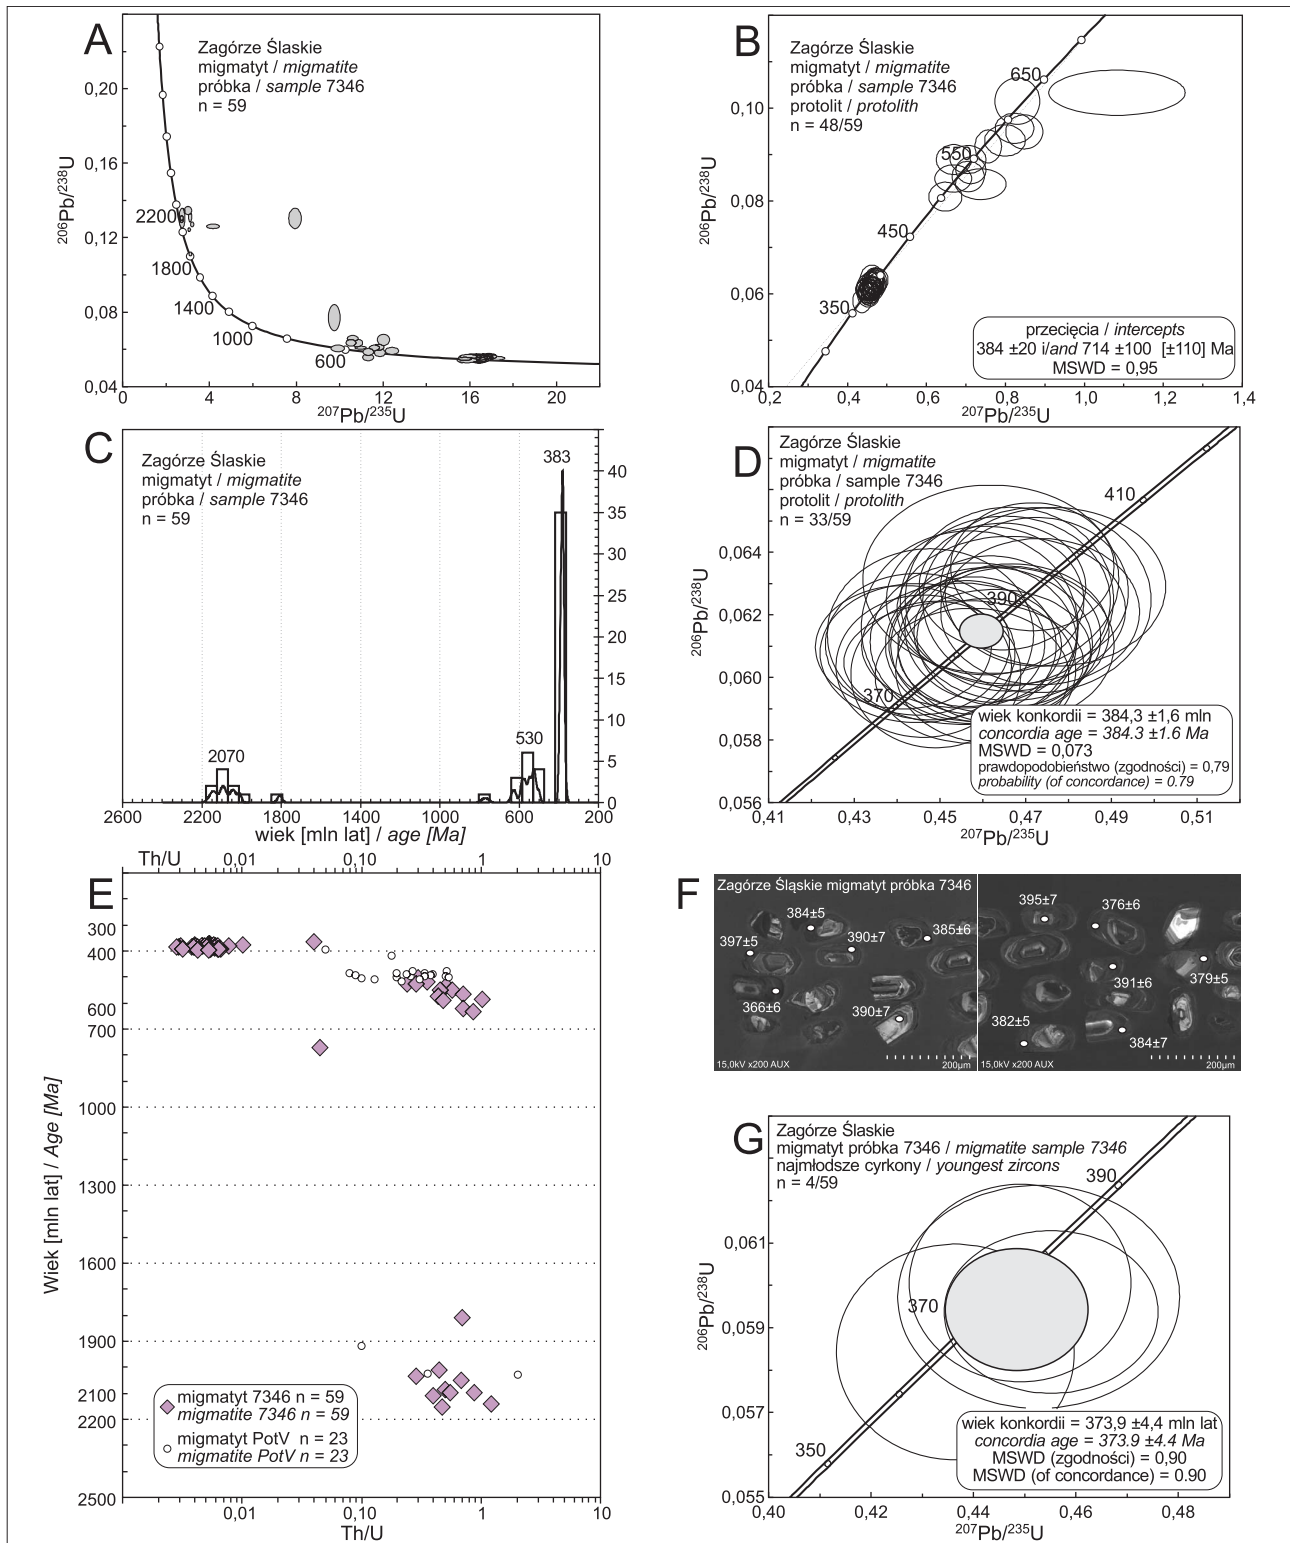 A
Zagórze Ślaskie
migmatyt / migmatite
próbka / sample 7346
n = 59
0,20
0,16
0,12
0,08
0,04
206Pb/238U
2200
1800
1400
1000
600
0
4
8
12
16
20
207Pb/235U
B
Zagórze Ślaskie
migmatyt / migmatite
próbka / sample 7346
protolit / protolith
n = 48/59
0,10
0,08
0,06
0,04
206Pb/238U
650
550
450
350
przecięcia / intercepts
384 ±20 i/and 714 ±100 [±110] Ma
MSWD = 0,95
0,2
0,4
0,6
0,8
1,0
1,2
1,4
207Pb/235U
C
Zagórze Ślaskie
migmatyt / migmatite
próbka / sample 7346
n = 59
383
530
2070
40
35
30
25
20
15
10
5
0
2600
2200
1800
1400
1000
600
200
wiek [mln lat] / age [Ma]
D
Zagórze Ślaskie
migmatyt / migmatite
próbka / sample 7346
protolit / protolith
n = 33/59
0,064
0,062
0,060
0,058
0,056
206Pb/238U
410
390
370
wiek konkordii = 384,3 ±1,6 mln
concordia age = 384.3 ±1.6 Ma
MSWD = 0,073
prawdopodobieństwo (zgodności) = 0,79
probability (of concordance) = 0.79
0,41
0,43
0,45
0,47
0,49
0,51
207Pb/235U
E
Th/U
0,01
0,10
1
10
300
400
500
600
700
1000
1300
1600
1900
2100
2200
2500
Wiek [mln lat] / Age [Ma]
migmatyt 7346 n = 59
migmatite 7346 n = 59
migmatyt PotV n = 23
migmatite PotV n = 23
0,01
0,10
1
10
Th/U
F
Zagórze Śląskie migmatyt próbka 7346
384±5
397±5
390±7
385±6
366±6
390±7
15,0kV x200 AUX
200µm
395±7
376±6
391±6
379±5
382±5
384±7
15,0kV x200 AUX
200µm
G
Zagórze Ślaskie
migmatyt próbka 7346 / migmatite sample 7346
najmłodsze cyrkony / youngest zircons
n = 4/59
0,061
0,059
0,057
0,055
206Pb/238U
390
370
350
wiek konkordii = 373,9 ±4,4 mln lat
concordia age = 373.9 ±4.4 Ma
MSWD (zgodności) = 0,90
MSWD (of concordance) = 0.90
0,40
0,42
0,44
0,46
0,48
207Pb/235U